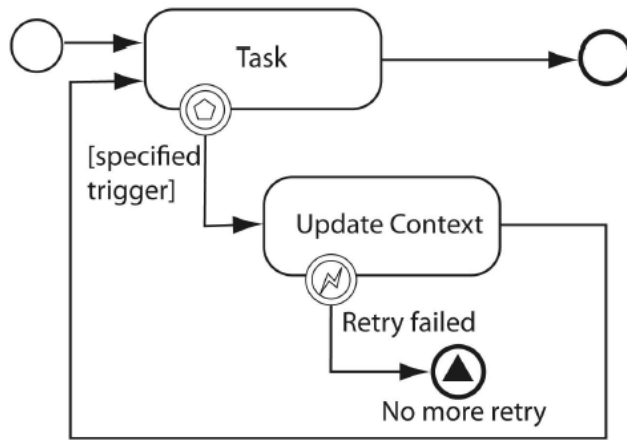 Task
[specified
trigger]
Update Context
Retry failed
No more retry